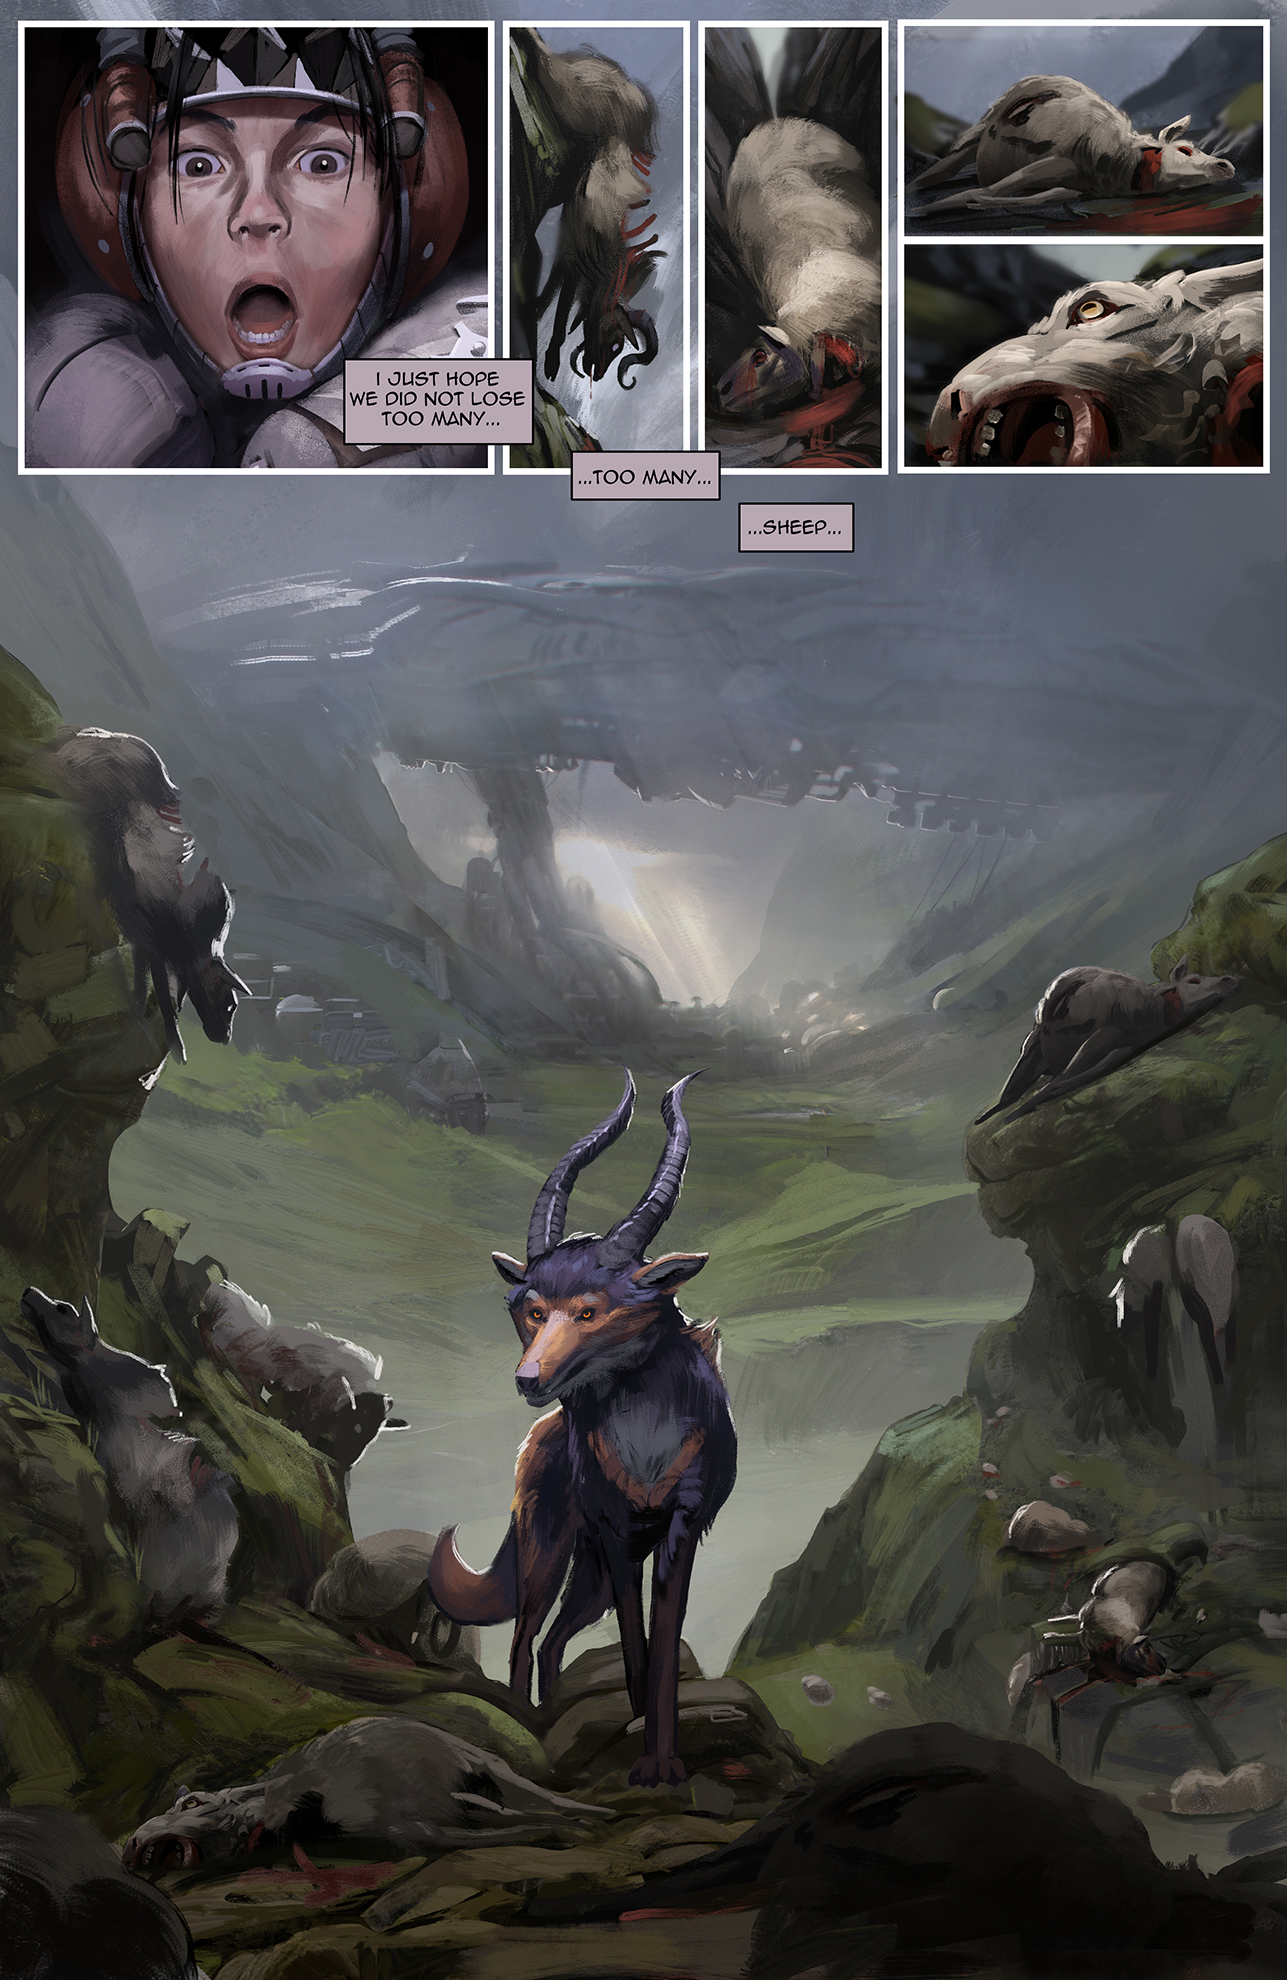 I JUST HOPE
WE DID NOT LOSE
TOO MANY...
...TOO MANY...
...SHEEP...